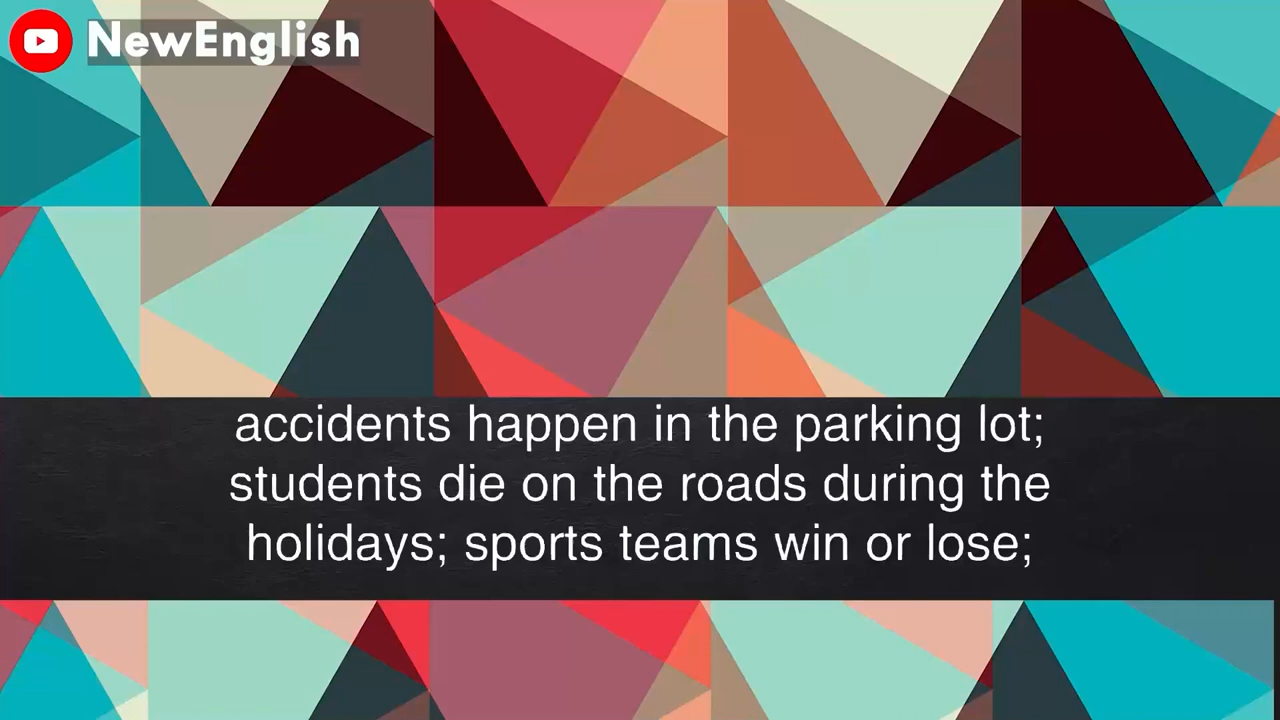 NewEnglish
accidents happen in the parking lot;
students die on the roads during the
holidays; sports teams win or lose;